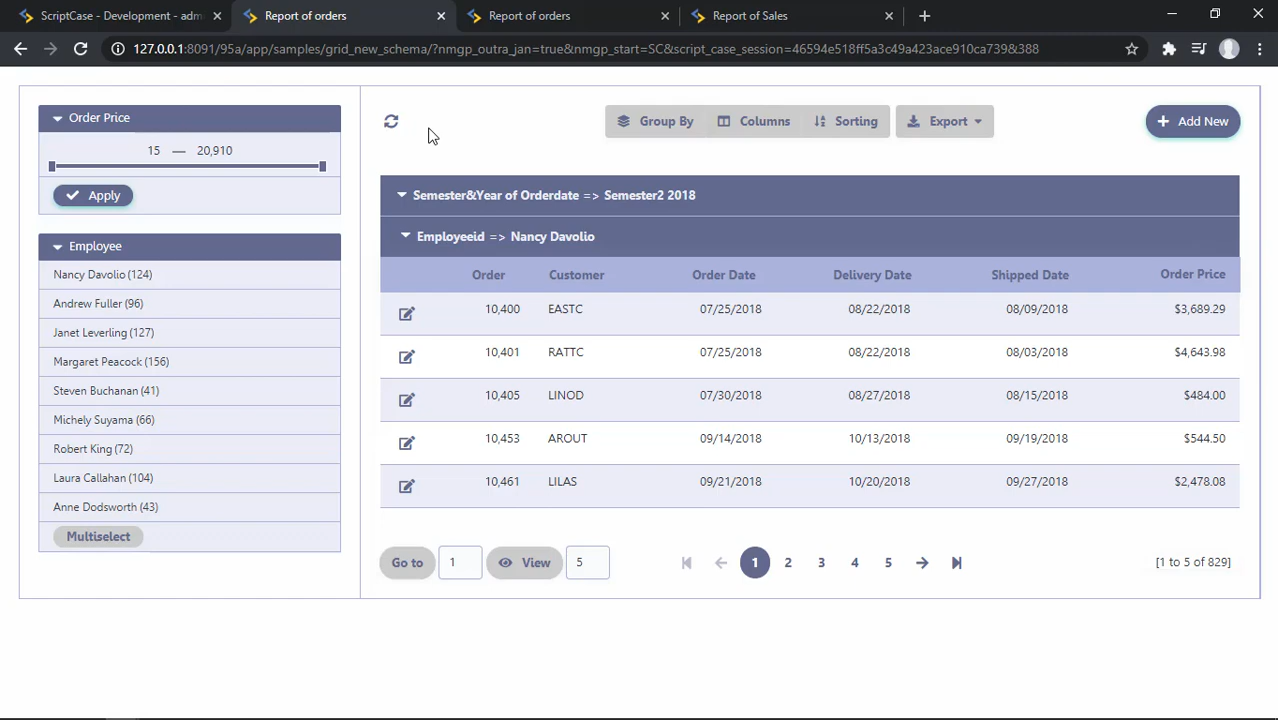 ScriptCase - Development - adm
Report of orders
Report of orders
Report of Sales
127.0.0.1:8091/95a/app/samples/grid_new_schema/?nmgp_outra_jan=true&nmgp_start=SC&script_case_session=46594e518ff5a3c49a423ace910ca739&388
Order Price
15 — 20,910
Apply
Employee
Nancy Davolio (124)
Andrew Fuller (96)
Janet Leverling (127)
Margaret Peacock (156)
Steven Buchanan (41)
Michely Suyama (66)
Robert King (72)
Laura Callahan (104)
Anne Dodsworth (43)
Multiselect
Group By Columns Sorting Export
Add New
Semester&Year of Orderdate => Semester2 2018
Employeeid => Nancy Davolio
Order Customer Order Date Delivery Date Shipped Date Order Price
10,400 EASTC 07/25/2018 08/22/2018 08/09/2018 $3,689.29
10,401 RATTC 07/25/2018 08/22/2018 08/03/2018 $4,643.98
10,405 LINOD 07/30/2018 08/27/2018 08/15/2018 $484.00
10,453 AROUT 09/14/2018 10/13/2018 09/19/2018 $544.50
10,461 LILAS 09/21/2018 10/20/2018 09/27/2018 $2,478.08
Go to 1 View 5 1 2 3 4 5 [1 to 5 of 829]